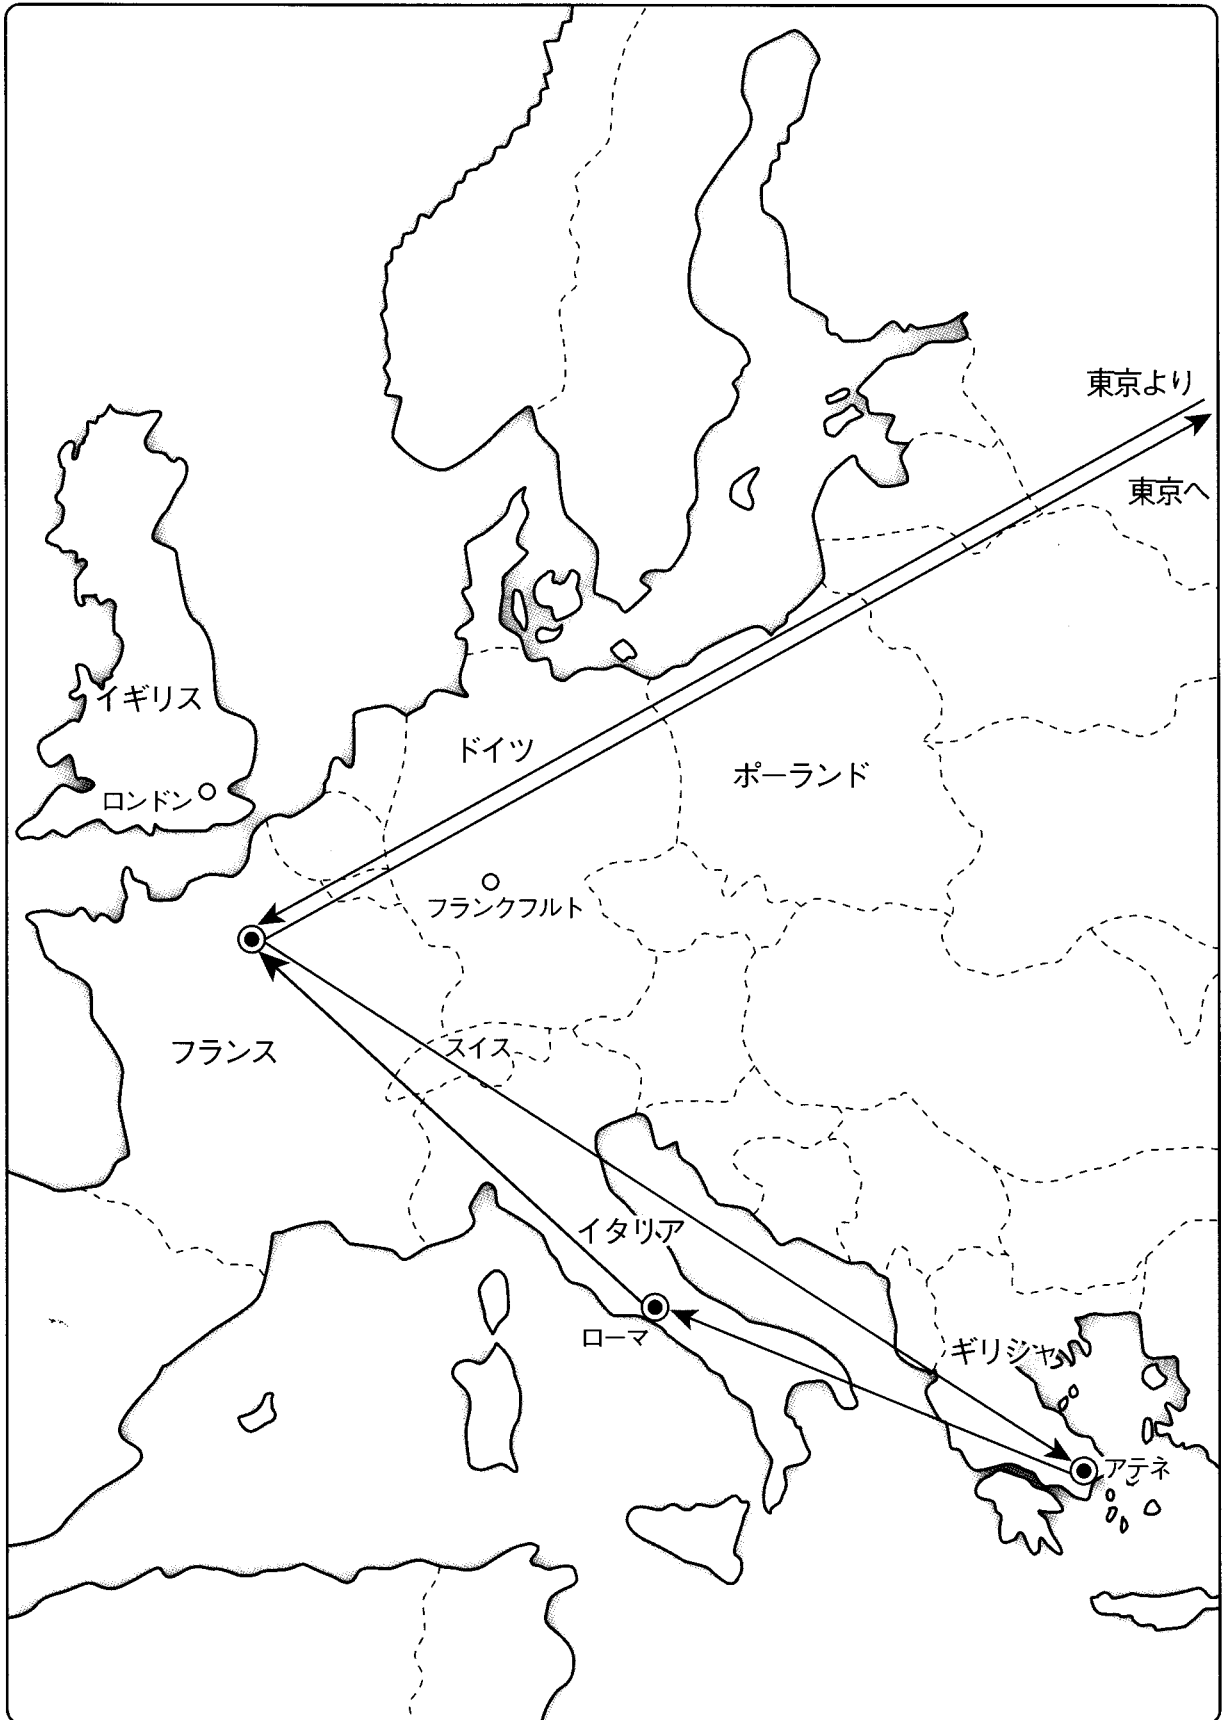 東京より
東京へ
イギリス
ドイツ
ポーランド
ロンドン
フランクフルト
フランス
スイス
イタリア
ローマ
ギリシャ
アテネ